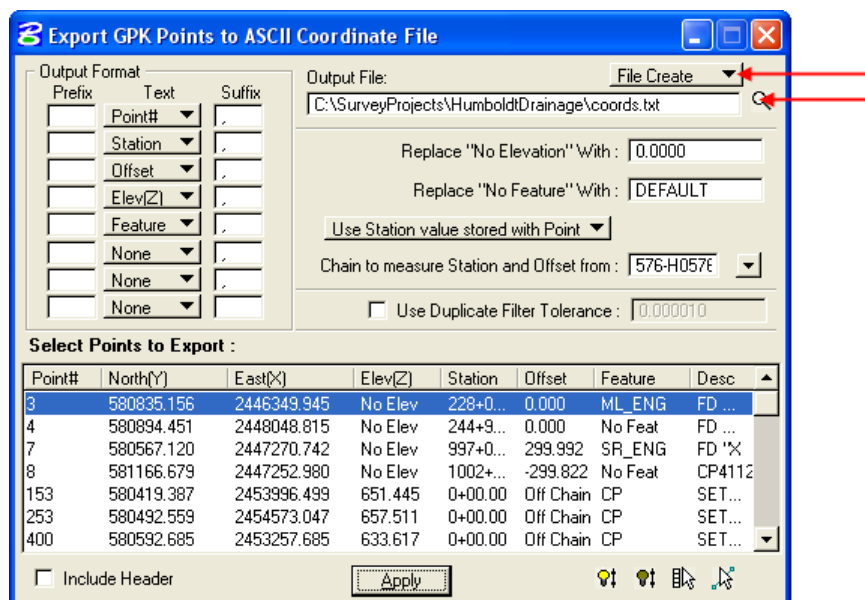 Export GPK Points to ASCII Coordinate File
Output Format
Prefix Text Suffix
Point# ,
Station ,
Offset ,
Elev(Z) ,
Feature ,
None ,
None ,
None ,
Output File: File Create
C:\SurveyProjects\HumboldtDrainage\coords.txt
Replace "No Elevation" With : 0.0000
Replace "No Feature" With : DEFAULT
Use Station value stored with Point
Chain to measure Station and Offset from : 576-H0576
Use Duplicate Filter Tolerance : 0.000010
Select Points to Export :
Point# North(Y) East(X) Elev(Z) Station Offset Feature Desc
3 580835.156 2446349.945 No Elev 228+0... 0.000 ML_ENG FD ...
4 580894.451 2448048.815 No Elev 244+9... 0.000 No Feat FD ...
7 580567.120 2447270.742 No Elev 997+0... 299.992 SR_ENG FD "X
8 581166.679 2447252.980 No Elev 1002+... -299.822 No Feat CP4112
153 580419.387 2453996.499 651.445 0+00.00 Off Chain CP SET...
253 580492.559 2454573.047 657.511 0+00.00 Off Chain CP SET...
400 580592.685 2453257.685 633.617 0+00.00 Off Chain CP SET...
Include Header Apply